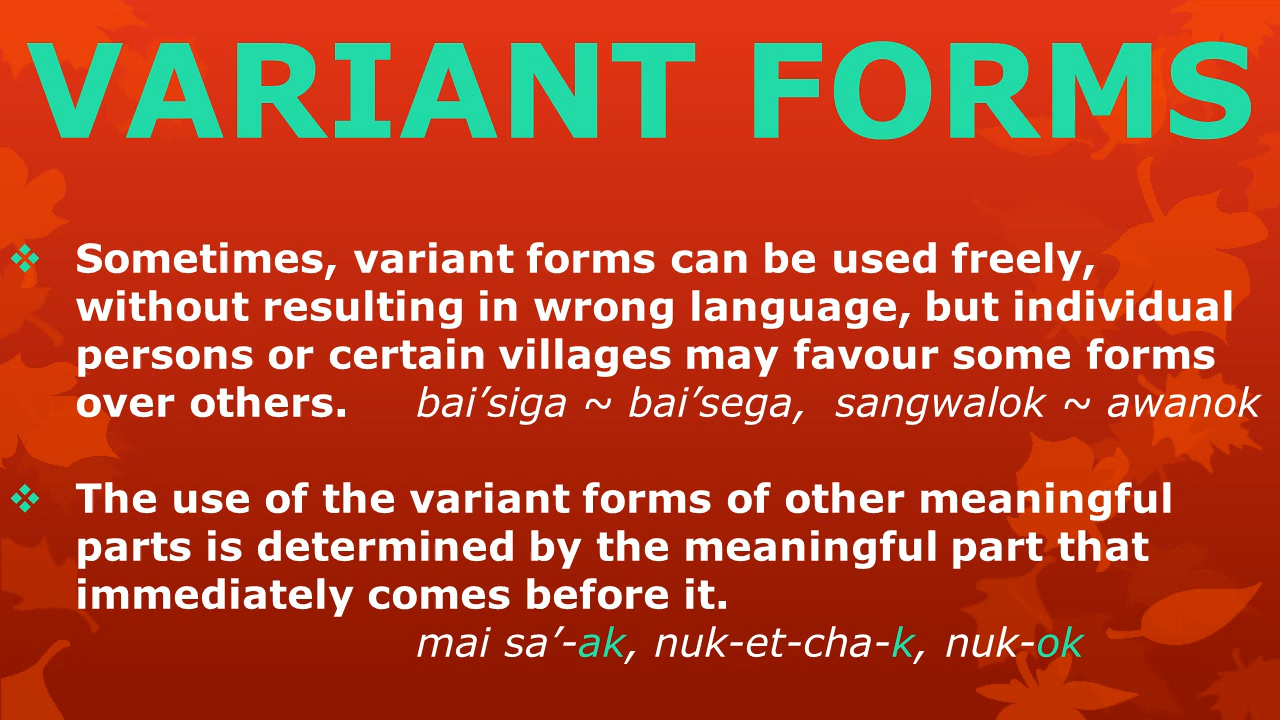 VARIANT FORMS
❖ Sometimes, variant forms can be used freely,
without resulting in wrong language, but individual
persons or certain villages may favour some forms
over others. bai’siga ~ bai’sega, sangwalok ~ awanok
❖ The use of the variant forms of other meaningful
parts is determined by the meaningful part that
immediately comes before it.
mai sa’-ak, nuk-et-cha-k, nuk-ok